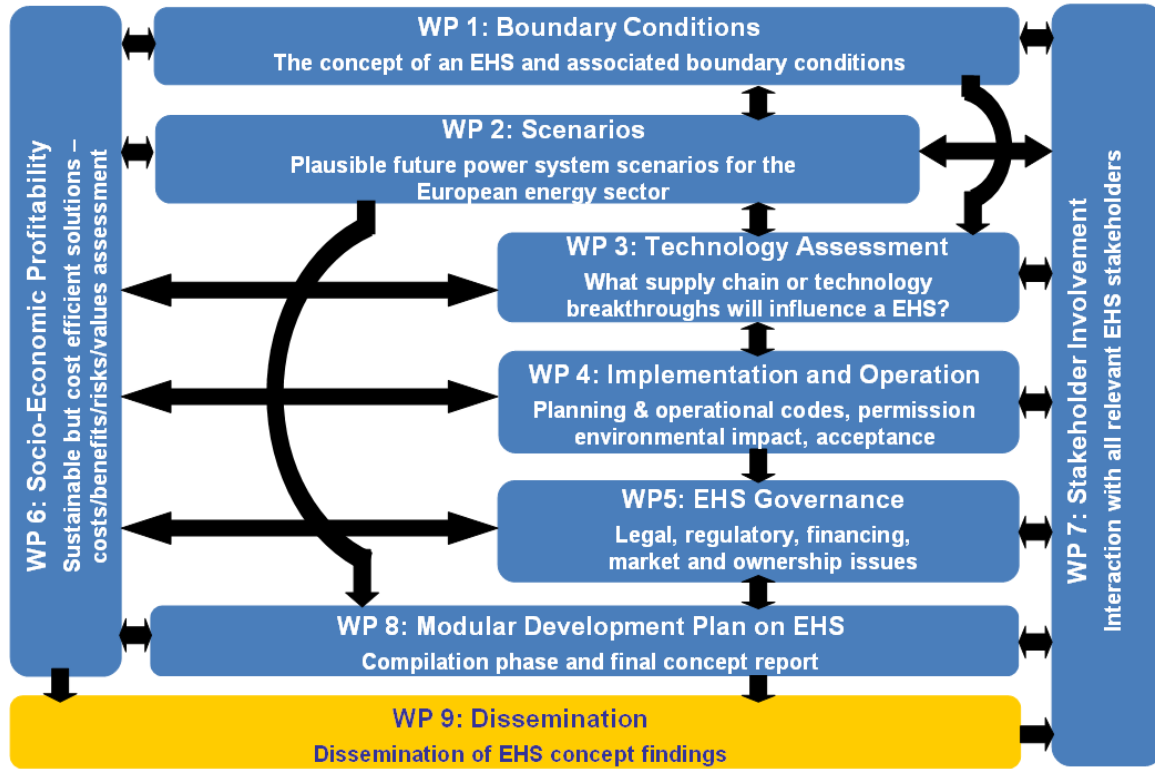 WP 1: Boundary Conditions
The concept of an EHS and associated boundary conditions
WP 2: Scenarios
Plausible future power system scenarios for the
European energy sector
WP 3: Technology Assessment
What supply chain or technology
breakthroughs will influence a EHS?
WP 4: Implementation and Operation
Planning & operational codes, permission
environmental impact, acceptance
WP5: EHS Governance
Legal, regulatory, financing,
market and ownership issues
WP 6: Socio-Economic Profitability
Sustainable but cost efficient solutions –
costs/benefits/risks/values assessment
WP 7: Stakeholder Involvement
Interaction with all relevant EHS stakeholders
WP 8: Modular Development Plan on EHS
Compilation phase and final concept report
WP 9: Dissemination
Dissemination of EHS concept findings